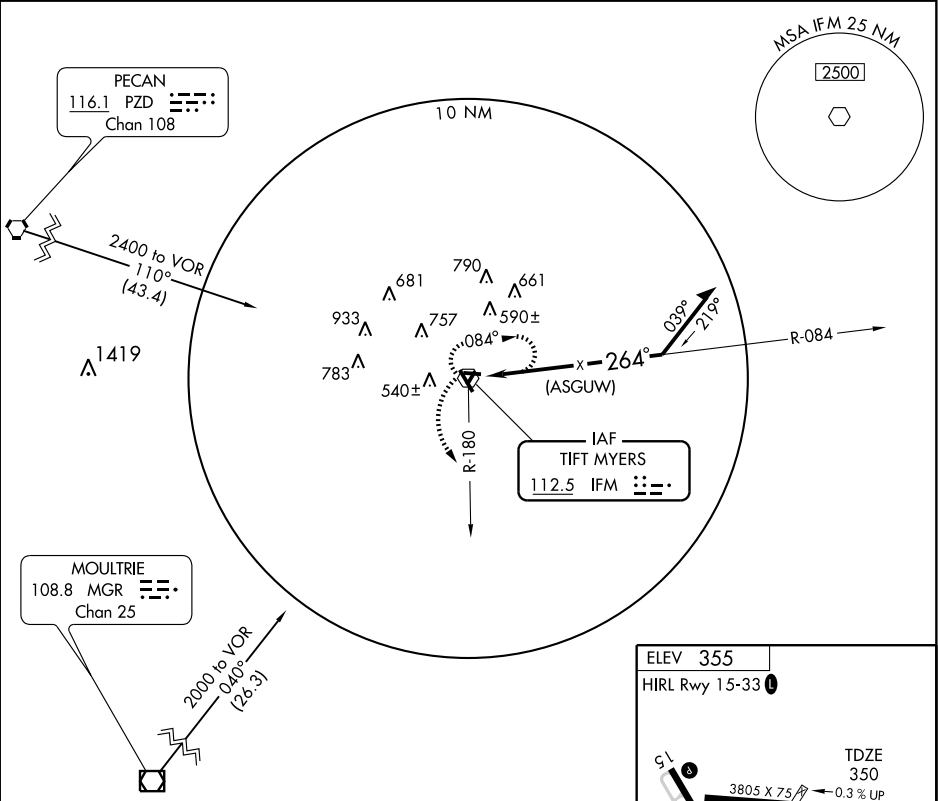 MSA IFM 25 NM
2500
PECAN
116.1 PZD
Chan 108
10 NM
2400 to VOR
110°
(43.4)
790
661
681
590±
933
757
084°
783
540±
1419
039°
219°
R-084
x 264°
(ASGUW)
R-180
IAF
TIFT MYERS
112.5 IFM
MOULTRIE
108.8 MGR
Chan 25
2000 to VOR
040°
(26.3)
ELEV 355
HIRL Rwy 15-33 L
15
P
TDZE
350
3805 X 75
0.3 % UP